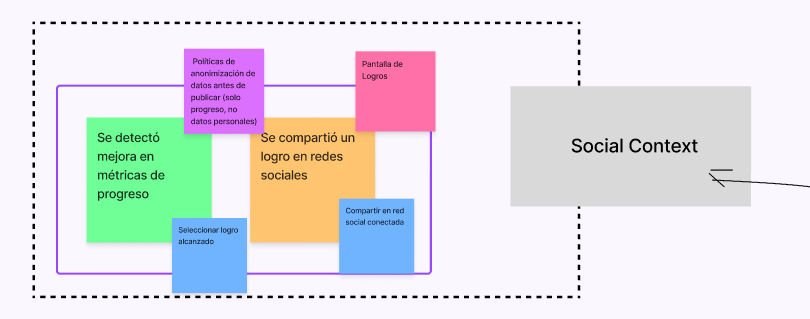 Políticas de
anonimización de
datos antes de
publicar (solo
progreso, no
datos personales)
Pantalla de
Logros
Se detectó
mejora en
métricas de
progreso
Se compartió un
logro en redes
sociales
Seleccionar logro
alcanzado
Compartir en red
social conectada
Social Context